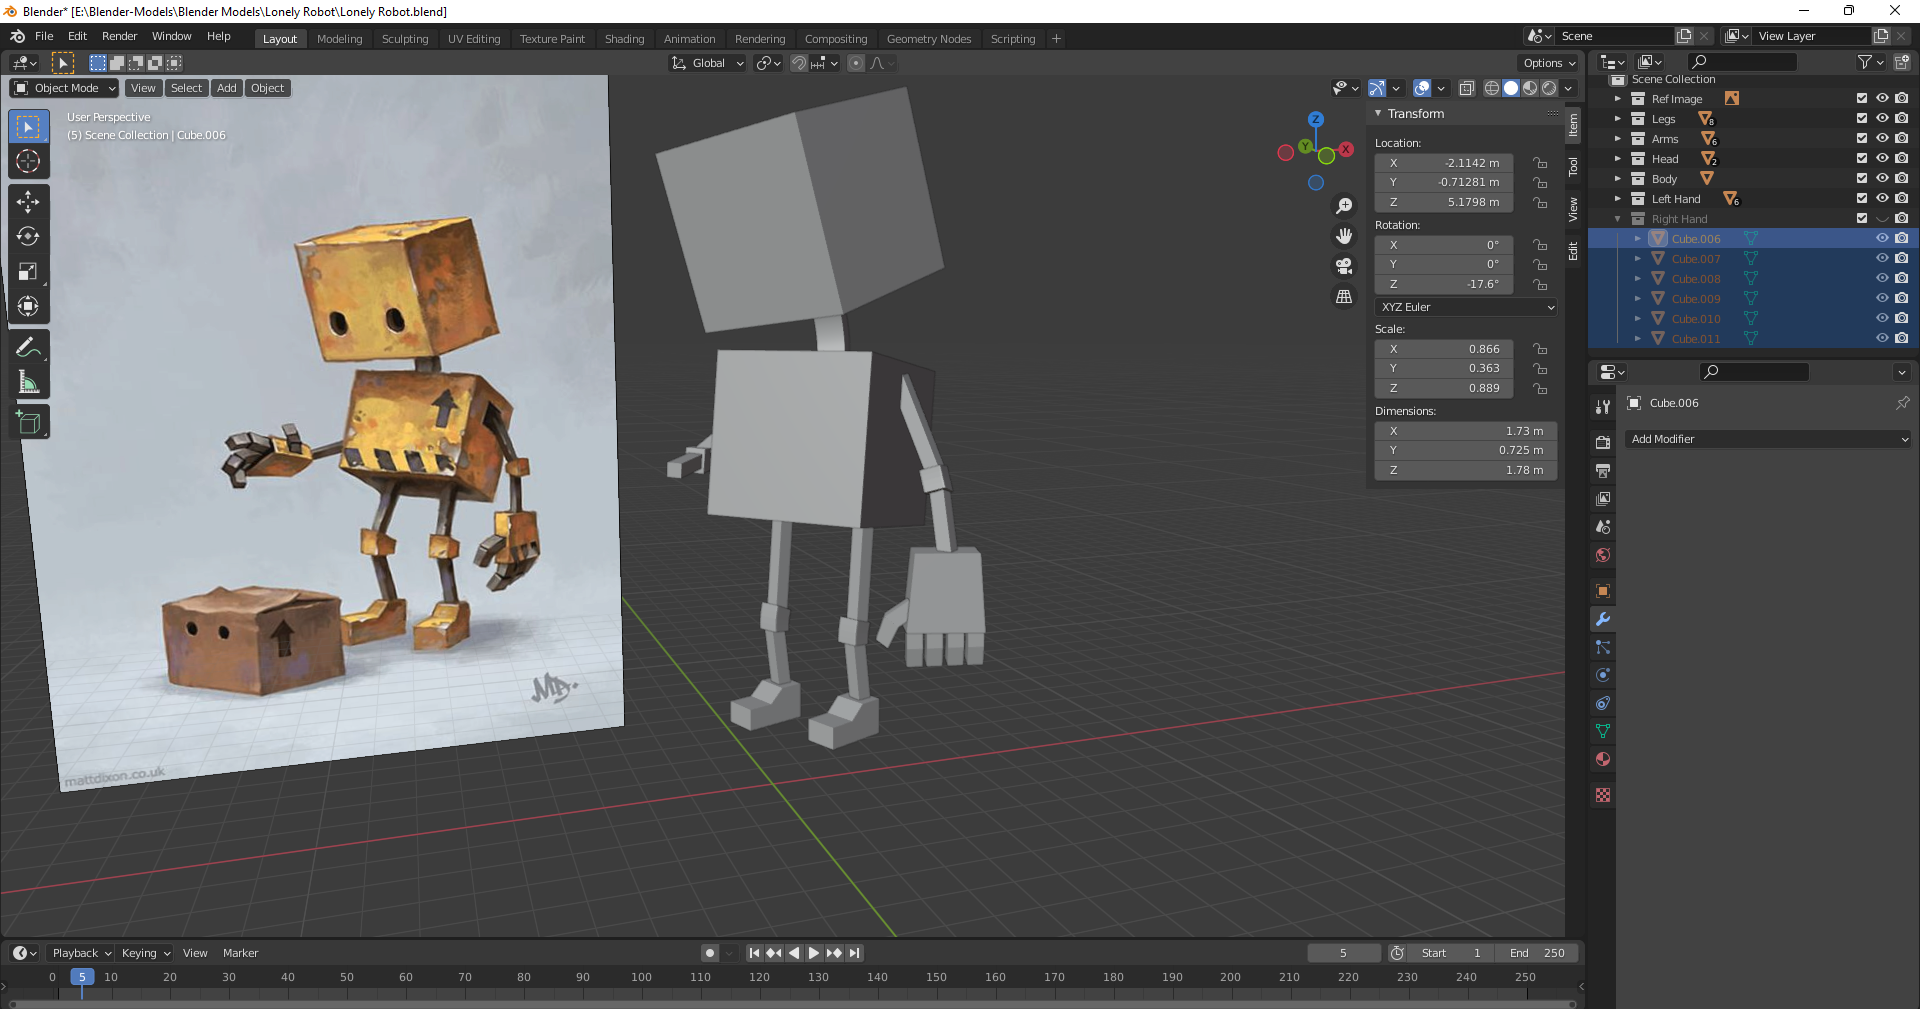 Blender* [E:\Blender-Models\Blender Models\Lonely Robot\Lonely Robot.blend]
File Edit Render Window Help Layout Modeling Sculpting UV Editing Texture Paint Shading Animation Rendering Compositing Geometry Nodes Scripting + Scene View Layer
Global Options
Object Mode View Select Add Object
User Perspective
(5) Scene Collection | Cube.006
Z
Y
X
Transform
Location:
X -2.1142 m
Y -0.71281 m
Z 5.1798 m
Rotation:
X 0°
Y 0°
Z -17.6°
XYZ Euler
Scale:
X 0.866
Y 0.363
Z 0.889
Dimensions:
X 1.73 m
Y 0.725 m
Z 1.78 m
Item
Tool
View
Edit
Scene Collection
Ref Image
Legs 8
Arms 6
Head 2
Body
Left Hand 6
Right Hand
Cube.006
Cube.007
Cube.008
Cube.009
Cube.010
Cube.011
Cube.006
Add Modifier
mattdixon.co.uk
Playback Keying View Marker 5 Start 1 End 250
0 5 10 20 30 40 50 60 70 80 90 100 110 120 130 140 150 160 170 180 190 200 210 220 230 240 250